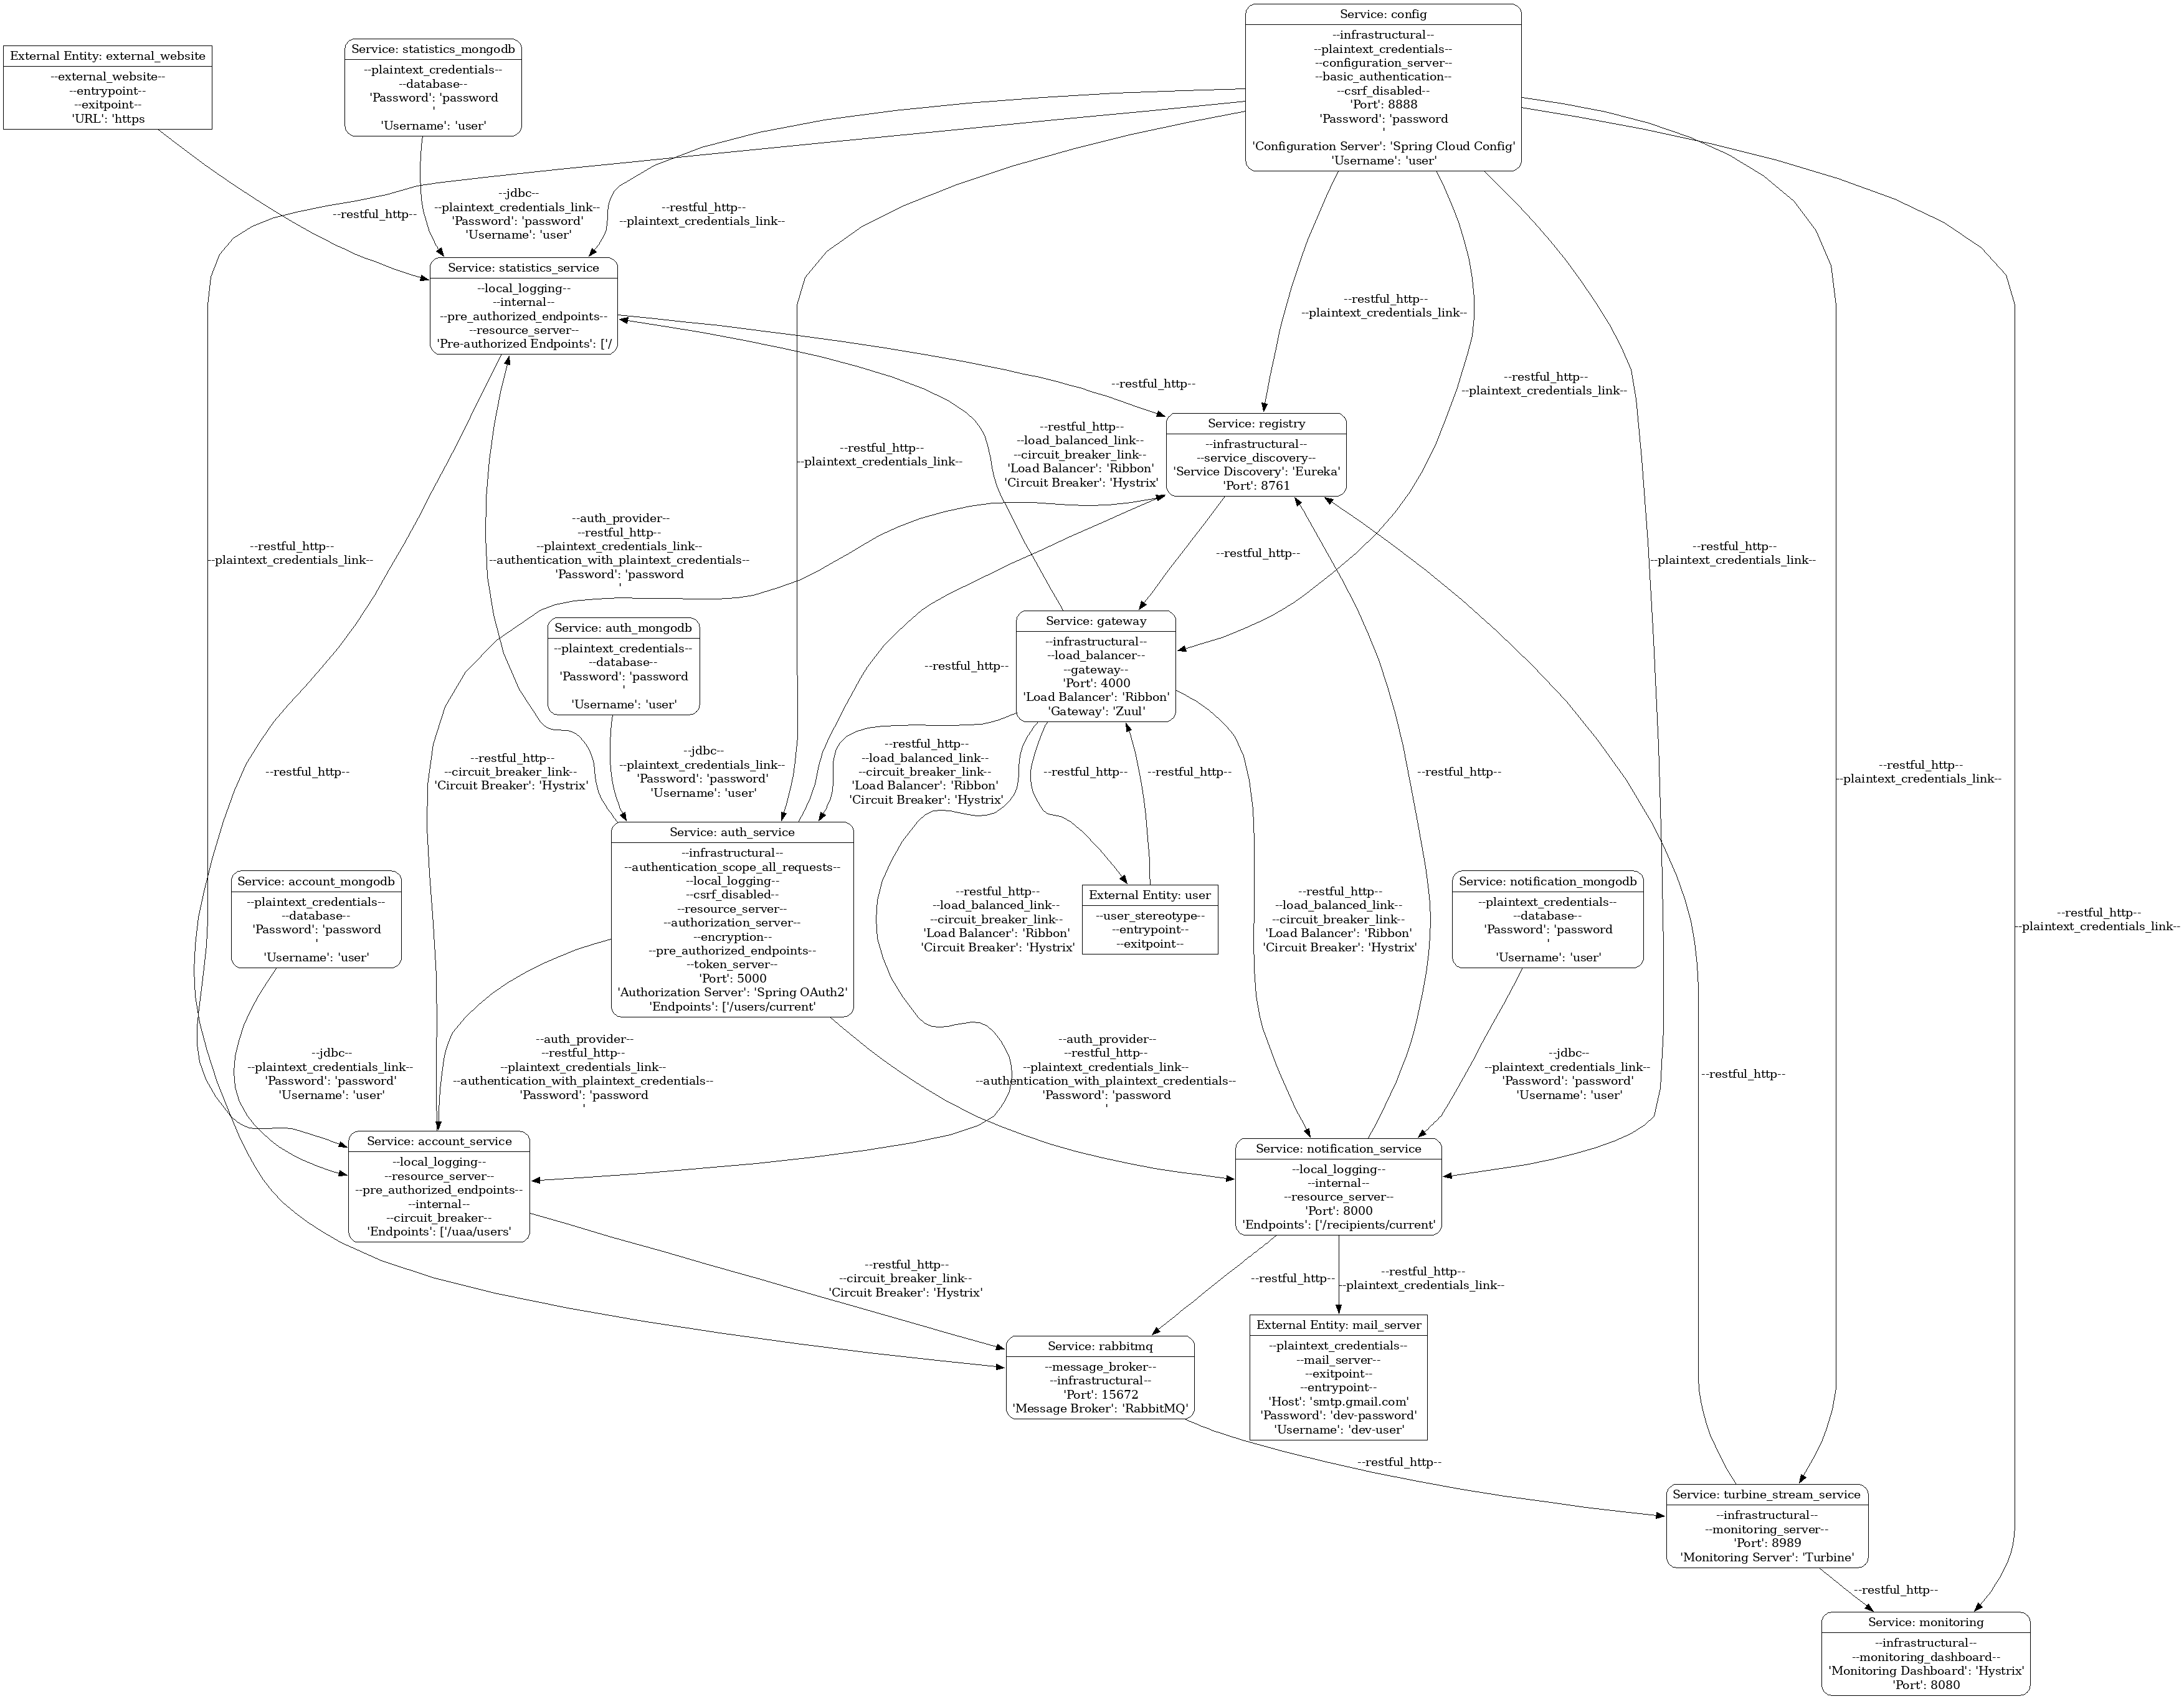 Service: config
--infrastructural--
--plaintext_credentials--
--configuration_server--
--basic_authentication--
--csrf_disabled--
'Port': 8888
'Password': 'password
'
'Configuration Server': 'Spring Cloud Config'
'Username': 'user'
External Entity: external_website
--external_website--
--entrypoint--
--exitpoint--
'URL': 'https
Service: statistics_mongodb
--plaintext_credentials--
--database--
'Password': 'password
'
'Username': 'user'
--restful_http--
--jdbc--
--plaintext_credentials_link--
'Password': 'password'
'Username': 'user'
--restful_http--
--plaintext_credentials_link--
Service: statistics_service
--local_logging--
--internal--
--pre_authorized_endpoints--
--resource_server--
'Pre-authorized Endpoints': ['/
--restful_http--
--plaintext_credentials_link--
--restful_http--
--restful_http--
--plaintext_credentials_link--
Service: registry
--infrastructural--
--service_discovery--
'Service Discovery': 'Eureka'
'Port': 8761
--restful_http--
--plaintext_credentials_link--
--restful_http--
--load_balanced_link--
--circuit_breaker_link--
'Load Balancer': 'Ribbon'
'Circuit Breaker': 'Hystrix'
--restful_http--
--plaintext_credentials_link--
--auth_provider--
--restful_http--
--plaintext_credentials_link--
--authentication_with_plaintext_credentials--
'Password': 'password
'
--restful_http--
--restful_http--
--plaintext_credentials_link--
Service: auth_mongodb
--plaintext_credentials--
--database--
'Password': 'password
'
'Username': 'user'
--restful_http--
Service: gateway
--infrastructural--
--load_balancer--
--gateway--
'Port': 4000
'Load Balancer': 'Ribbon'
'Gateway': 'Zuul'
--restful_http--
--restful_http--
--circuit_breaker_link--
'Circuit Breaker': 'Hystrix'
--jdbc--
--plaintext_credentials_link--
'Password': 'password'
'Username': 'user'
--restful_http--
--load_balanced_link--
--circuit_breaker_link--
'Load Balancer': 'Ribbon'
'Circuit Breaker': 'Hystrix'
--restful_http--
--restful_http--
--restful_http--
--restful_http--
--plaintext_credentials_link--
Service: account_mongodb
--plaintext_credentials--
--database--
'Password': 'password
'
'Username': 'user'
Service: auth_service
--infrastructural--
--authentication_scope_all_requests--
--local_logging--
--csrf_disabled--
--resource_server--
--authorization_server--
--encryption--
--pre_authorized_endpoints--
--token_server--
'Port': 5000
'Authorization Server': 'Spring OAuth2'
'Endpoints': ['/users/current'
--restful_http--
--load_balanced_link--
--circuit_breaker_link--
'Load Balancer': 'Ribbon'
'Circuit Breaker': 'Hystrix'
External Entity: user
--user_stereotype--
--entrypoint--
--exitpoint--
--restful_http--
--load_balanced_link--
--circuit_breaker_link--
'Load Balancer': 'Ribbon'
'Circuit Breaker': 'Hystrix'
Service: notification_mongodb
--plaintext_credentials--
--database--
'Password': 'password
'
'Username': 'user'
--restful_http--
--plaintext_credentials_link--
--jdbc--
--plaintext_credentials_link--
'Password': 'password'
'Username': 'user'
--auth_provider--
--restful_http--
--plaintext_credentials_link--
--authentication_with_plaintext_credentials--
'Password': 'password
'
--auth_provider--
--restful_http--
--plaintext_credentials_link--
--authentication_with_plaintext_credentials--
'Password': 'password
'
--jdbc--
--plaintext_credentials_link--
'Password': 'password'
'Username': 'user'
--restful_http--
Service: account_service
--local_logging--
--resource_server--
--pre_authorized_endpoints--
--internal--
--circuit_breaker--
'Endpoints': ['/uaa/users'
Service: notification_service
--local_logging--
--internal--
--resource_server--
'Port': 8000
'Endpoints': ['/recipients/current'
--restful_http--
--circuit_breaker_link--
'Circuit Breaker': 'Hystrix'
--restful_http--
--restful_http--
--plaintext_credentials_link--
Service: rabbitmq
--message_broker--
--infrastructural--
'Port': 15672
'Message Broker': 'RabbitMQ'
External Entity: mail_server
--plaintext_credentials--
--mail_server--
--exitpoint--
--entrypoint--
'Host': 'smtp.gmail.com'
'Password': 'dev-password'
'Username': 'dev-user'
--restful_http--
Service: turbine_stream_service
--infrastructural--
--monitoring_server--
'Port': 8989
'Monitoring Server': 'Turbine'
--restful_http--
Service: monitoring
--infrastructural--
--monitoring_dashboard--
'Monitoring Dashboard': 'Hystrix'
'Port': 8080